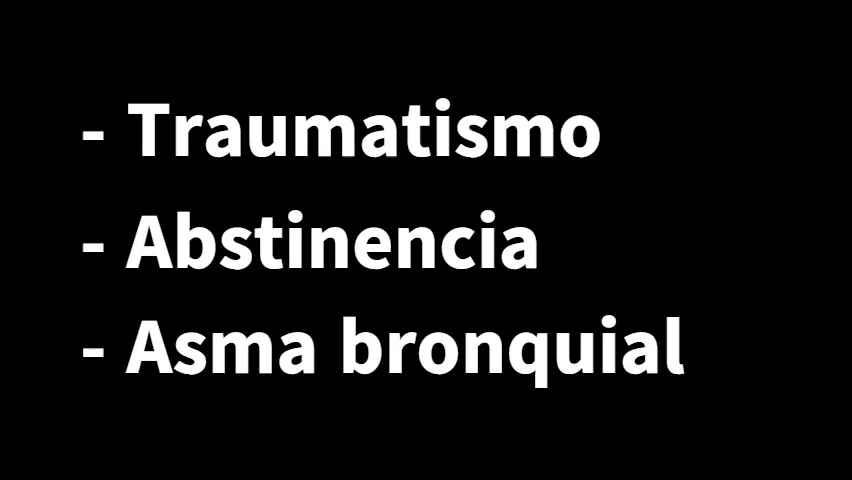 - Traumatismo
- Abstinencia
- Asma bronquial